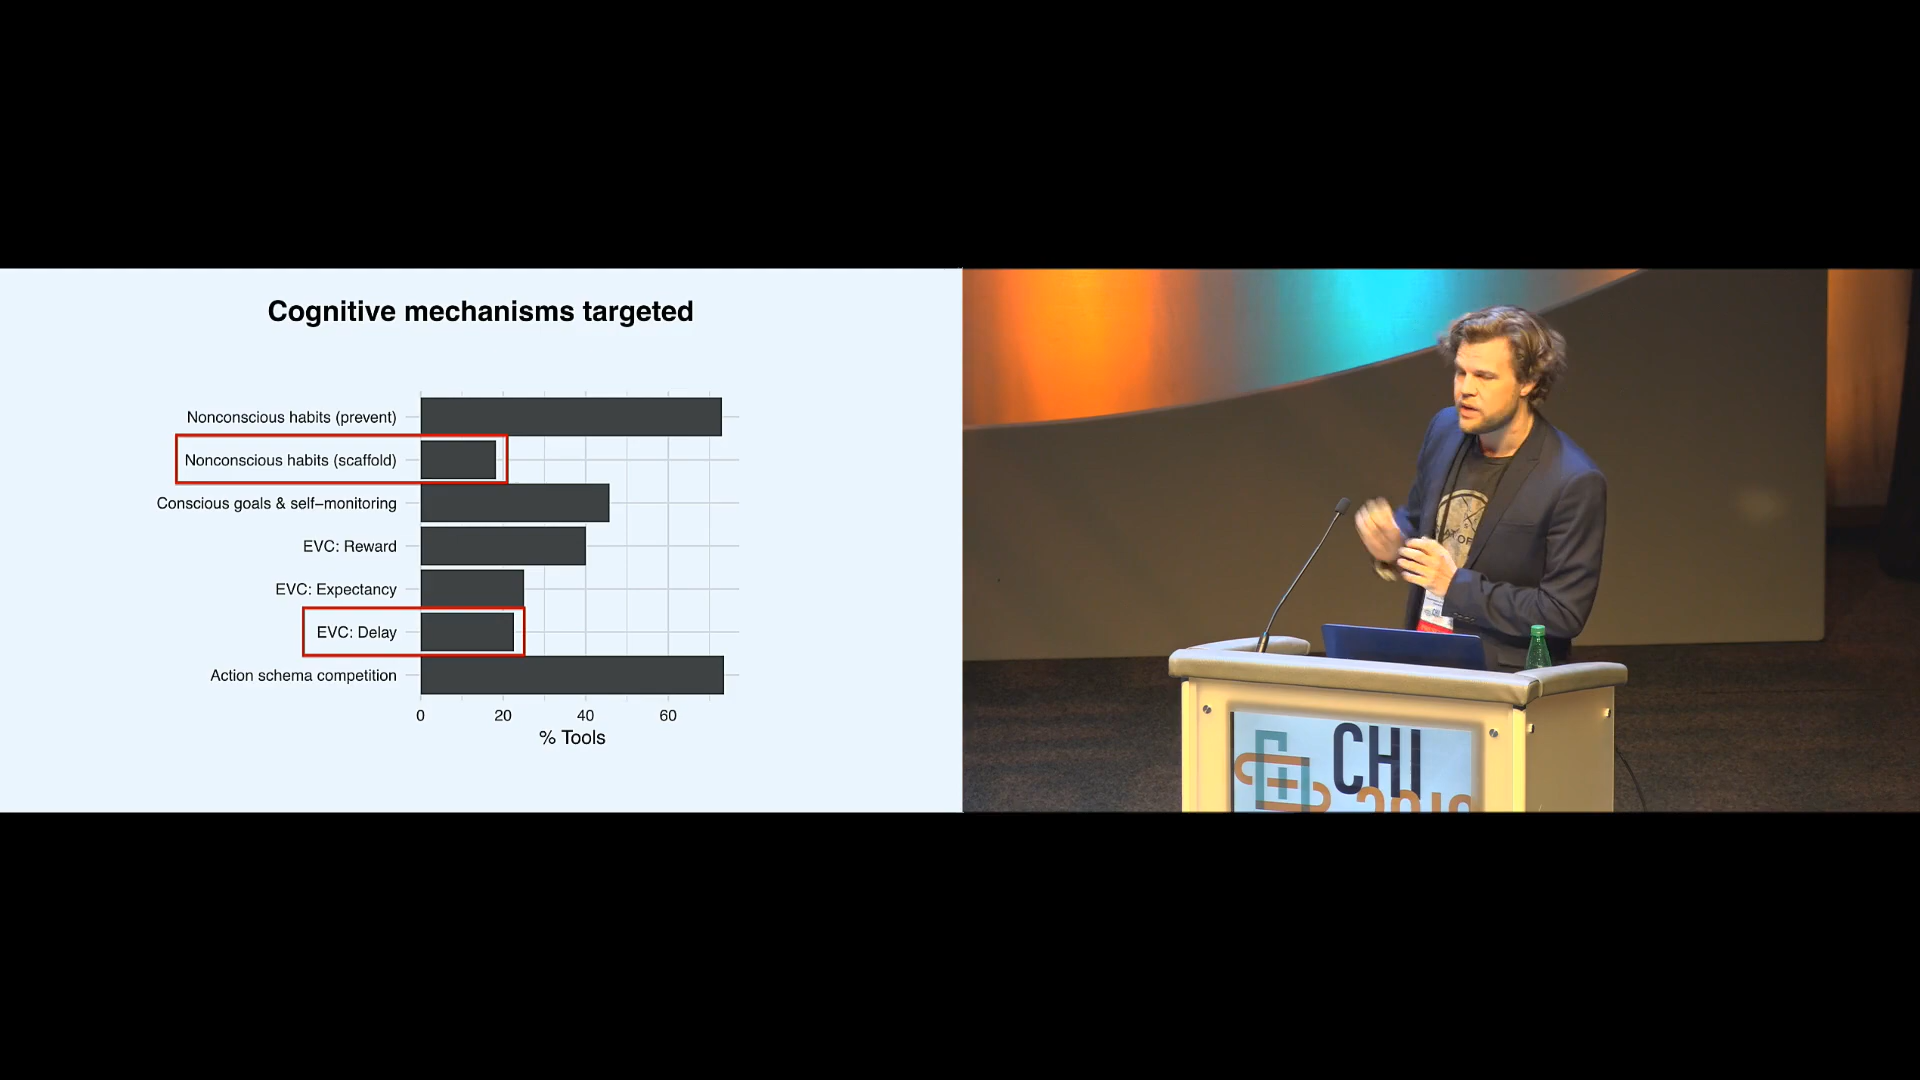 Cognitive mechanisms targeted
Nonconscious habits (prevent)
Nonconscious habits (scaffold)
Conscious goals & self−monitoring
EVC: Reward
EVC: Expectancy
EVC: Delay
Action schema competition
0 20 40 60
% Tools
CHI